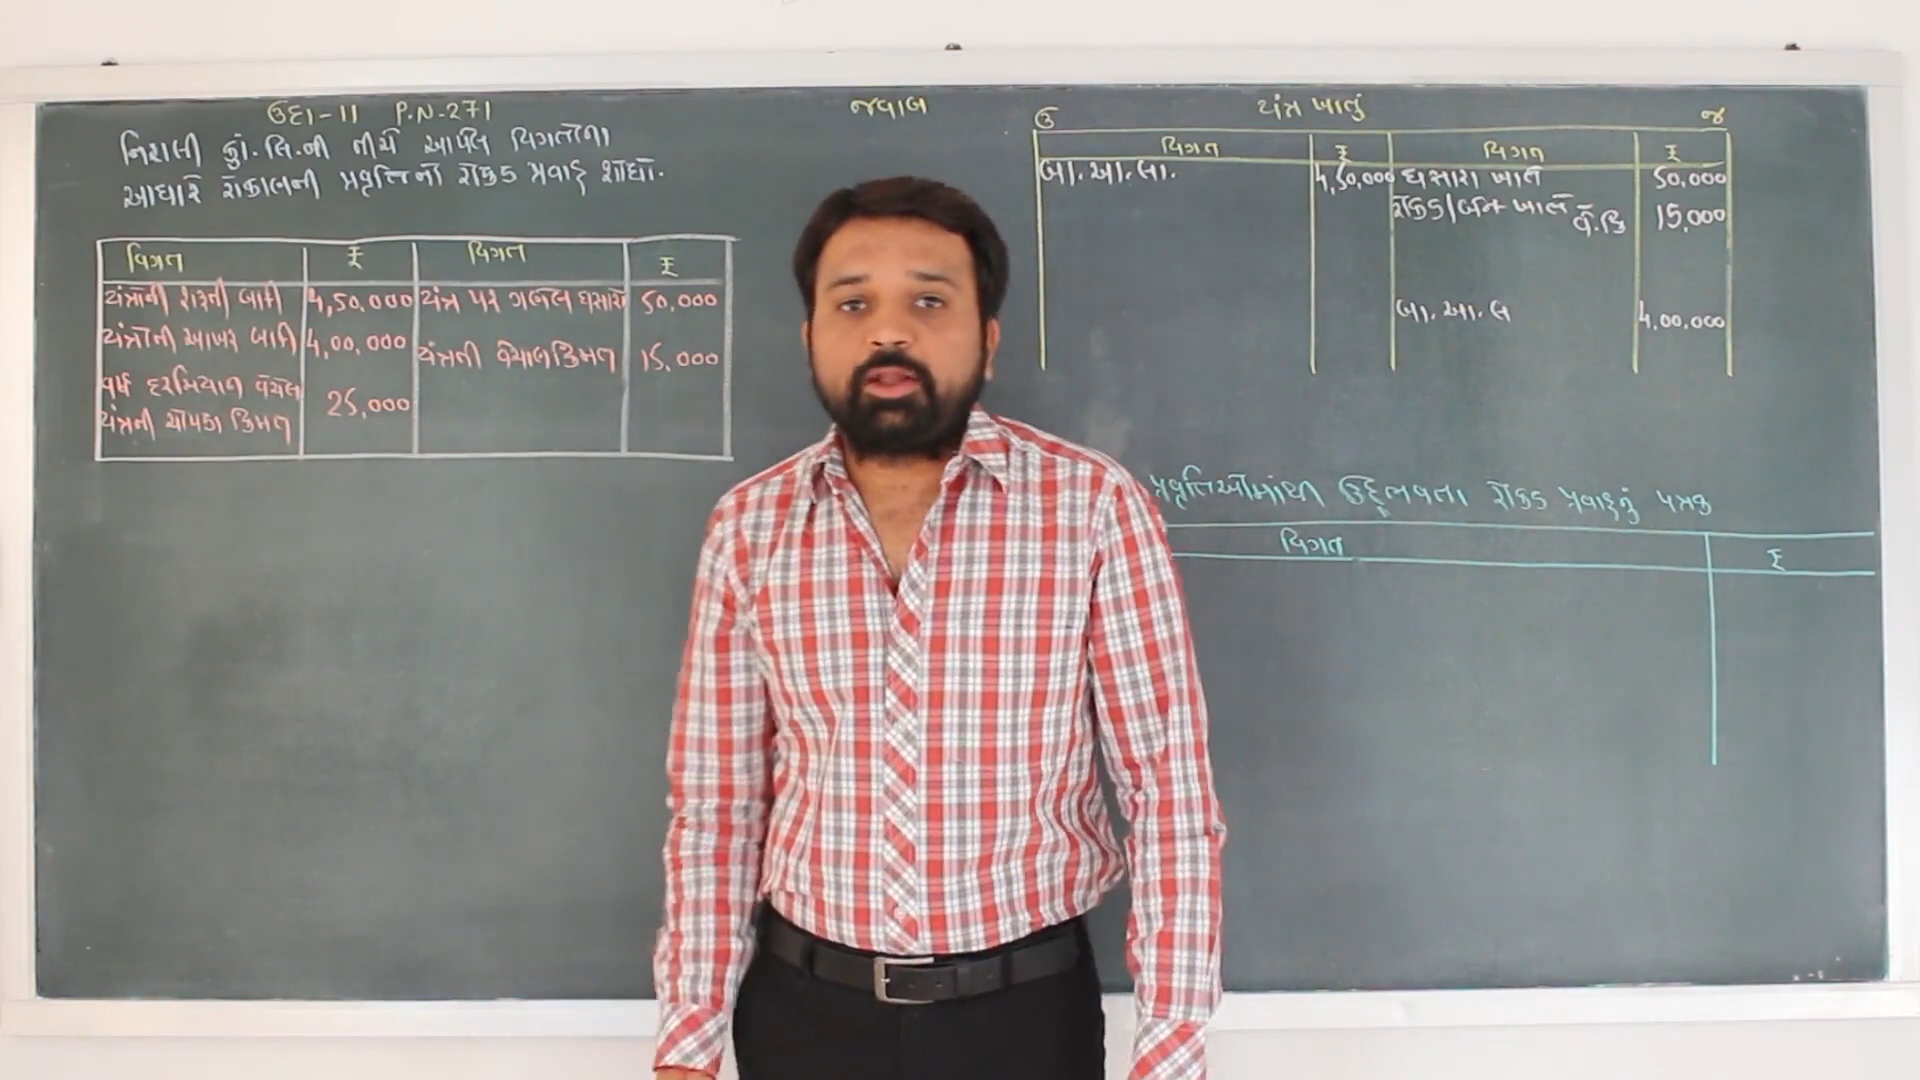 ઉદા-11 P.N-271
નિરાલી કું. લિ.ની નીચે આપેલ વિગતોના
આધારે રોકાણની પ્રવૃત્તિનો રોકડ પ્રવાહ શોધો.
વિગત ₹ વિગત ₹
યંત્રોની શરૂની બાકી 4,50,000 યંત્ર પર ગણેલ ઘસારો 50,000
યંત્રોની આખર બાકી 4,00,000 યંત્રની વેચાણકિંમત 15,000
વર્ષ દરમિયાન વેચેલ
યંત્રની ચોપડા કિંમત 25,000
જવાબ
ઉ યંત્ર ખાતું જ
વિગત ₹ વિગત ₹
બા. આ. લા. 4,50,000 ઘસારા ખાતે 50,000
રોકડ/બેંક ખાતે વે.કિ 15,000
બા. આ. લ 4,00,000
પ્રવૃત્તિઓમાંથી ઉદ્દભવતા રોકડ પ્રવાહનું પત્રક
વિગત ₹